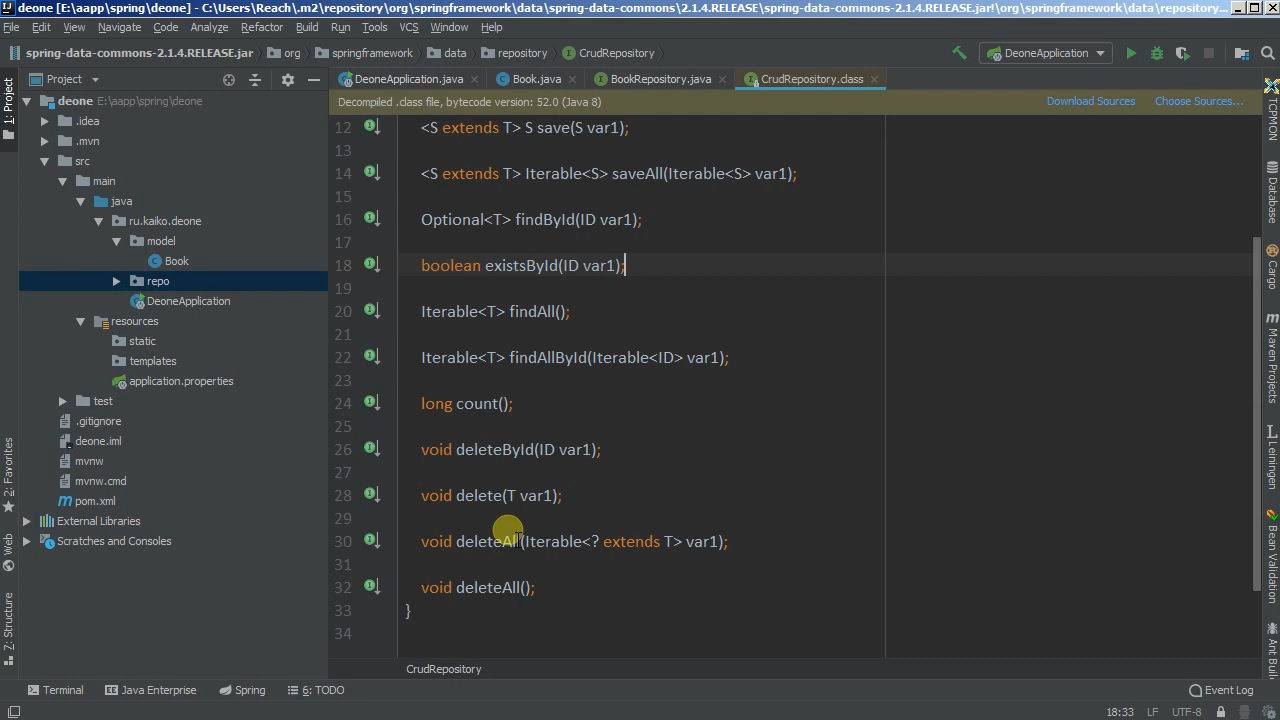 deone [E:\aapp\spring\deone] - C:\Users\Reach\.m2\repository\org\springframework\data\spring-data-commons\2.1.4.RELEASE\spring-data-commons-2.1.4.RELEASE.jar!\org\springframework\data\repository...
File Edit View Navigate Code Analyze Refactor Build Run Tools VCS Window Help
spring-data-commons-2.1.4.RELEASE.jar org springframework data repository CrudRepository DeoneApplication
Project DeoneApplication.java Book.java BookRepository.java CrudRepository.class
Decompiled .class file, bytecode version: 52.0 (Java 8) Download Sources Choose Sources...
deone E:\aapp\spring\deone
.idea
.mvn
src
main
java
ru.kaiko.deone
model
Book
repo
DeoneApplication
resources
static
templates
application.properties
test
.gitignore
deone.iml
mvnw
mvnw.cmd
pom.xml
External Libraries
Scratches and Consoles
12 <S extends T> S save(S var1);
13
14 <S extends T> Iterable<S> saveAll(Iterable<S> var1);
15
16 Optional<T> findById(ID var1);
17
18 boolean existsById(ID var1);
19
20 Iterable<T> findAll();
21
22 Iterable<T> findAllById(Iterable<ID> var1);
23
24 long count();
25
26 void deleteById(ID var1);
27
28 void delete(T var1);
29
30 void deleteAll(Iterable<? extends T> var1);
31
32 void deleteAll();
33 }
34
CrudRepository
1: Project
2: Favorites
Web
Z: Structure
TCPMON
Database
CDI
Maven Projects
Leiningen
Bean Validation
Ant Build
Terminal Java Enterprise Spring 6: TODO Event Log
18:33 LF UTF-8